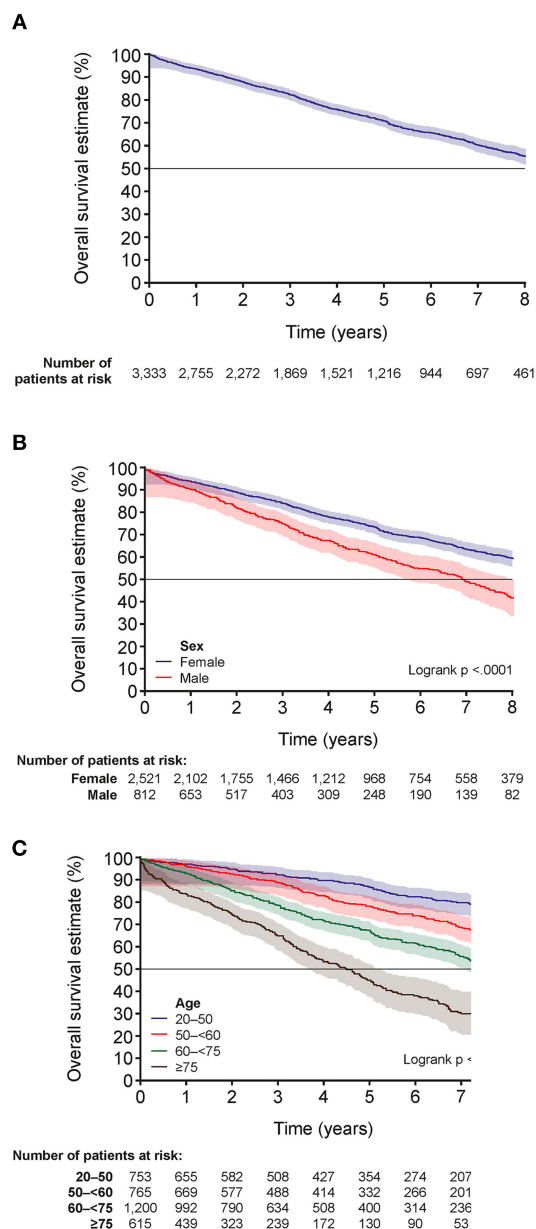 A
Overall survival estimate (%)
100
90
80
70
60
50
50
40
30
20
10
0
0 1 2 3 4 5 6 7 8
Time (years)
Number of
patients at risk 3,333 2,755 2,272 1,869 1,521 1,216 944 697 461
B
Overall survival estimate (%)
100
90
80
70
60
50
40
30
20
10
0
Sex
Female
Male
Logrank p <.0001
0 1 2 3 4 5 6 7 8
Time (years)
Number of patients at risk:
Female 2,521 2,102 1,755 1,466 1,212 968 754 558 379
Male 812 653 517 403 309 248 190 139 82
C
Overall survival estimate (%)
100
90
80
70
60
50
40
30
20
10
0
Age
20–50
50–<60
60–<75
≥75
Logrank p <
0 1 2 3 4 5 6 7
Time (years)
Number of patients at risk:
20–50 753 655 582 508 427 354 274 207
50–<60 765 669 577 488 414 332 266 201
60–<75 1,200 992 790 634 508 400 314 236
≥75 615 439 323 239 172 130 90 53